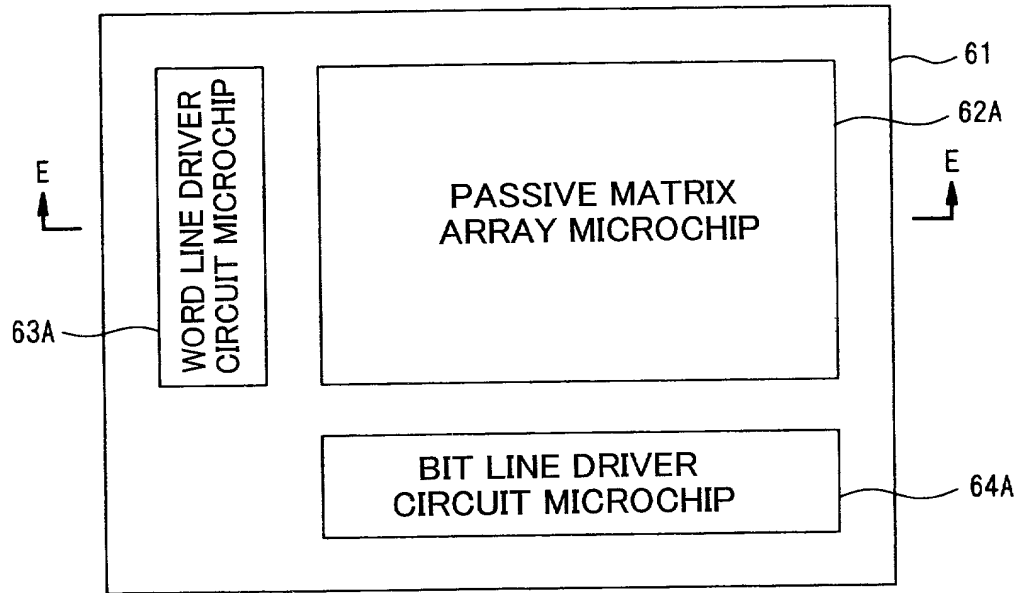 61
62A
E
E
WORD LINE DRIVER
CIRCUIT MICROCHIP
PASSIVE MATRIX
ARRAY MICROCHIP
63A
BIT LINE DRIVER
CIRCUIT MICROCHIP
64A